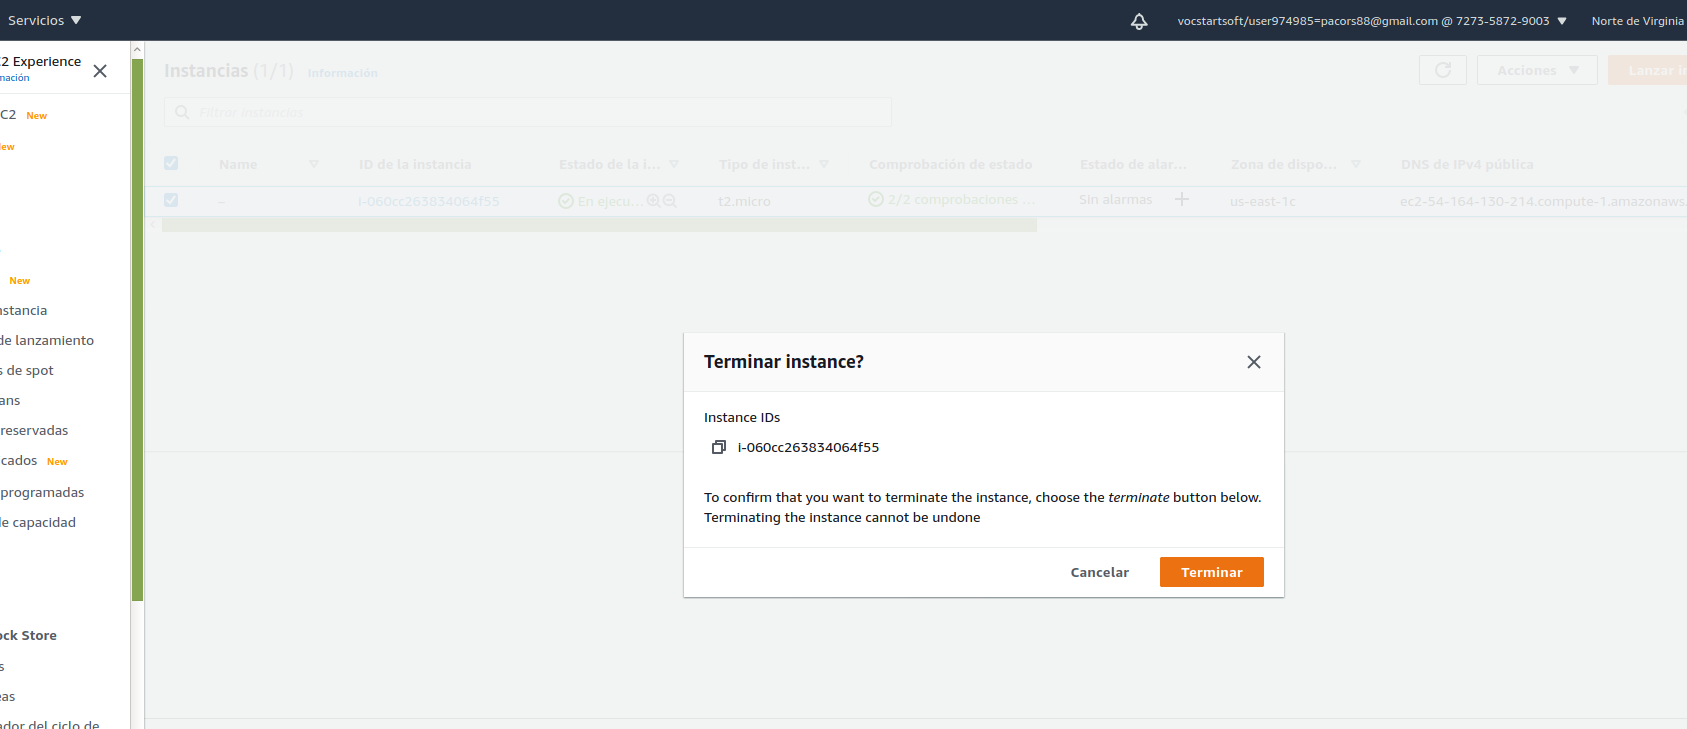 Servicios
vocstartsoft/user974985=pacors88@gmail.com @ 7273-5872-9003
Norte de Virginia
C2 Experience
mación
C2 New
New
New
nstancia
de lanzamiento
s de spot
ans
reservadas
cados New
programadas
de capacidad
ock Store
s
eas
ador del ciclo de
Instancias (1/1) Información
Acciones
Lanzar in
Filtrar instancias
Name ID de la instancia Estado de la i... Tipo de inst... Comprobación de estado Estado de alar... Zona de dispo... DNS de IPv4 pública
- i-060cc263834064f55 En ejecu... t2.micro 2/2 comprobaciones ... Sin alarmas + us-east-1c ec2-54-164-130-214.compute-1.amazonaws.
Terminar instance?
Instance IDs
i-060cc263834064f55
To confirm that you want to terminate the instance, choose the terminate button below.
Terminating the instance cannot be undone
Cancelar Terminar